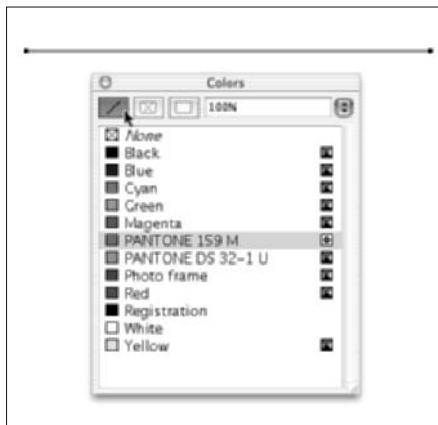 Colors
100%
None
Black
Blue
Cyan
Green
Magenta
PANTONE 159 M
PANTONE DS 32-1 U
Photo frame
Red
Registration
White
Yellow